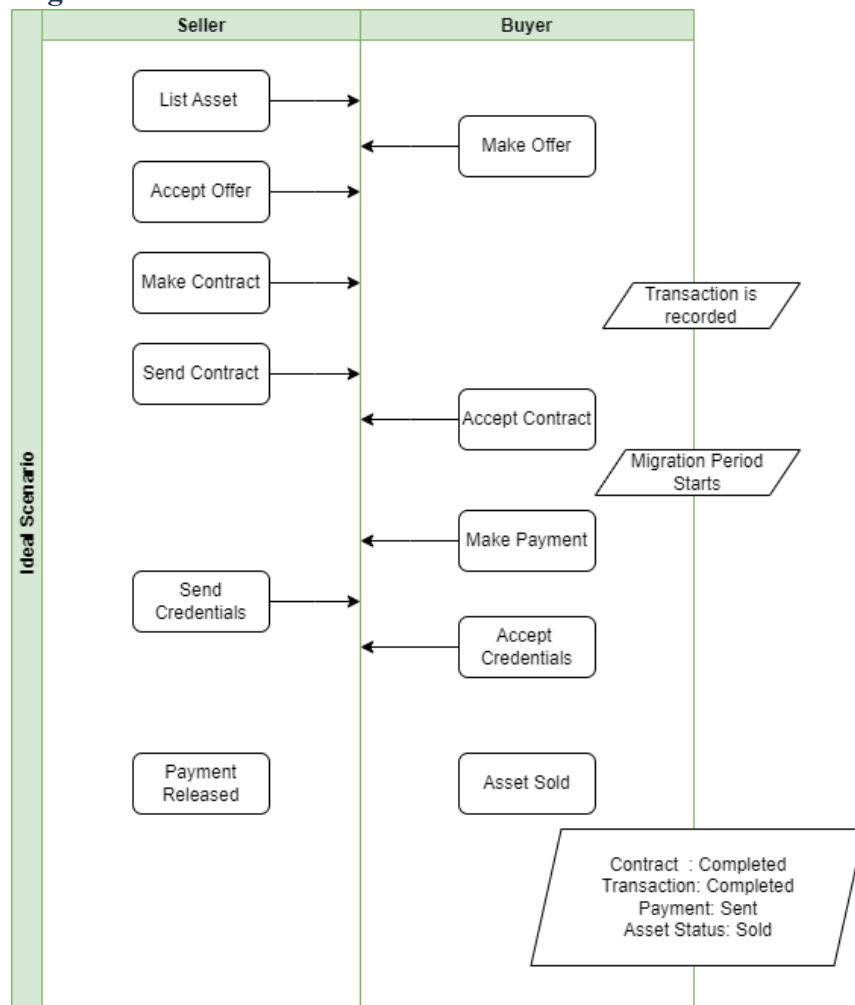 Seller
Buyer
Ideal Scenario
List Asset
Make Offer
Accept Offer
Make Contract
Transaction is
recorded
Send Contract
Accept Contract
Migration Period
Starts
Make Payment
Send
Credentials
Accept
Credentials
Payment
Released
Asset Sold
Contract : Completed
Transaction: Completed
Payment: Sent
Asset Status: Sold